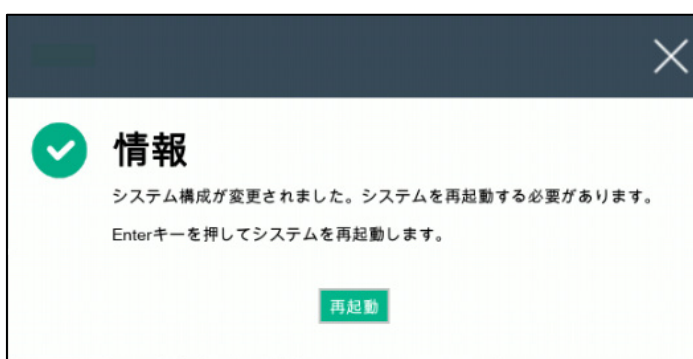 情報
システム構成が変更されました。システムを再起動する必要があります。
Enterキーを押してシステムを再起動します。
再起動